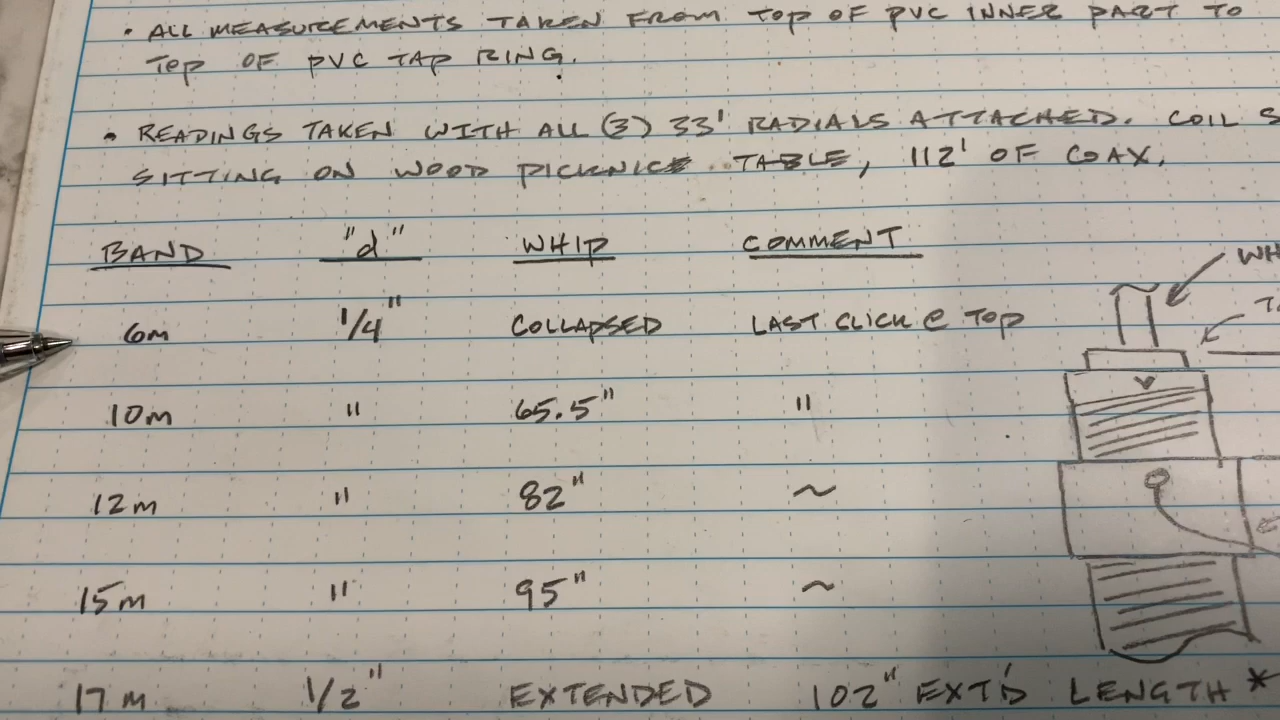 • ALL MEASUREMENTS TAKEN FROM TOP OF PVC INNER PART TO
TOP OF PVC TAP RING.
• READINGS TAKEN WITH ALL (3) 33' RADIALS ATTACHED. COIL
SITTING ON WOOD PICKNICK TABLE, 112' OF COAX.
BAND "d" WHIP COMMENT
6m 1/4" COLLAPSED LAST CLICK @ TOP
10m " 65.5" "
12m " 82" ~
15m " 95" ~
17m 1/2" EXTENDED 102" EXT'D LENGTH *